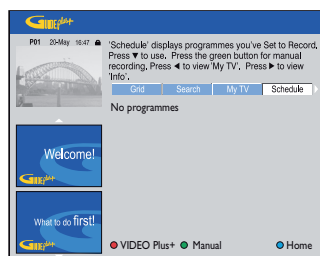 GUIDE Plus+
P01 20-May 16:47
'Schedule' displays programmes you've Set to Record.
Press ▼ to use. Press the green button for manual
recording. Press ◄ to view 'My TV'. Press ► to view
'Info'.
Grid Search My TV Schedule
No programmes
Welcome!
GUIDE Plus+
What to do first!
GUIDE Plus+
VIDEO Plus+ Manual Home